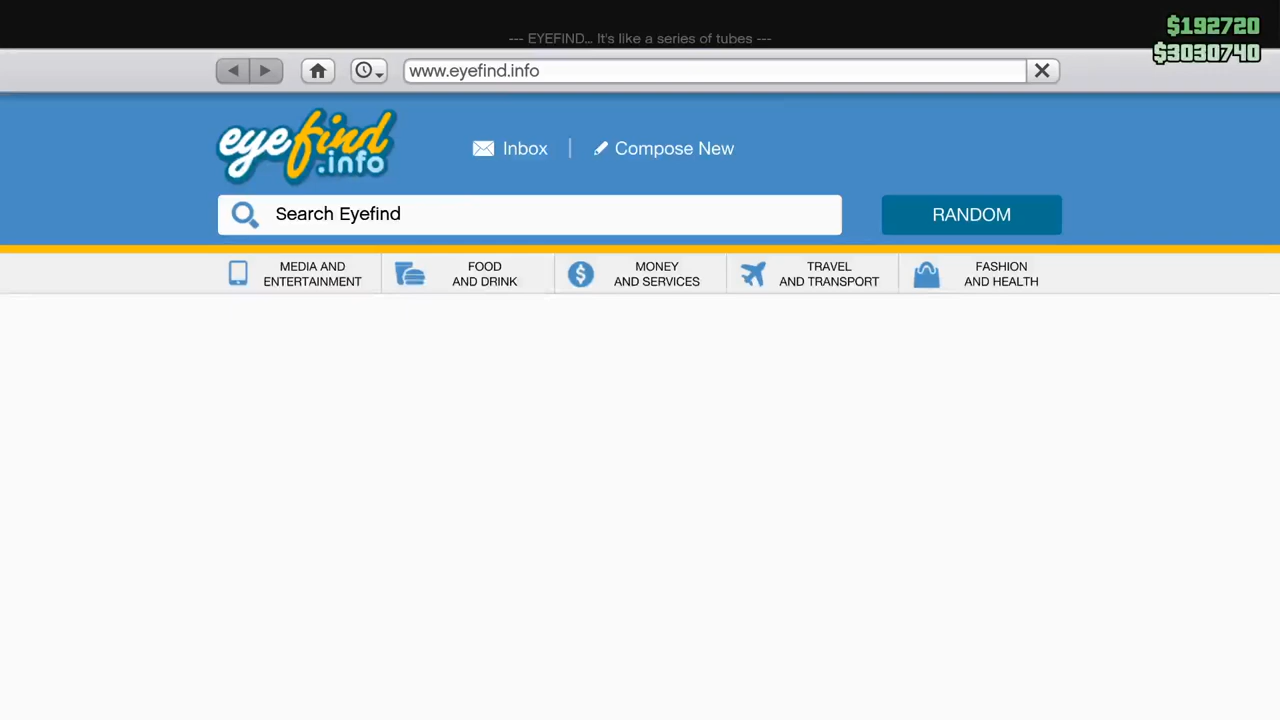 --- EYEFIND... It's like a series of tubes ---
$192720
$3030740
www.eyefind.info
eyefind
.info
Inbox
Compose New
Search Eyefind
RANDOM
MEDIA AND
ENTERTAINMENT
FOOD
AND DRINK
MONEY
AND SERVICES
TRAVEL
AND TRANSPORT
FASHION
AND HEALTH